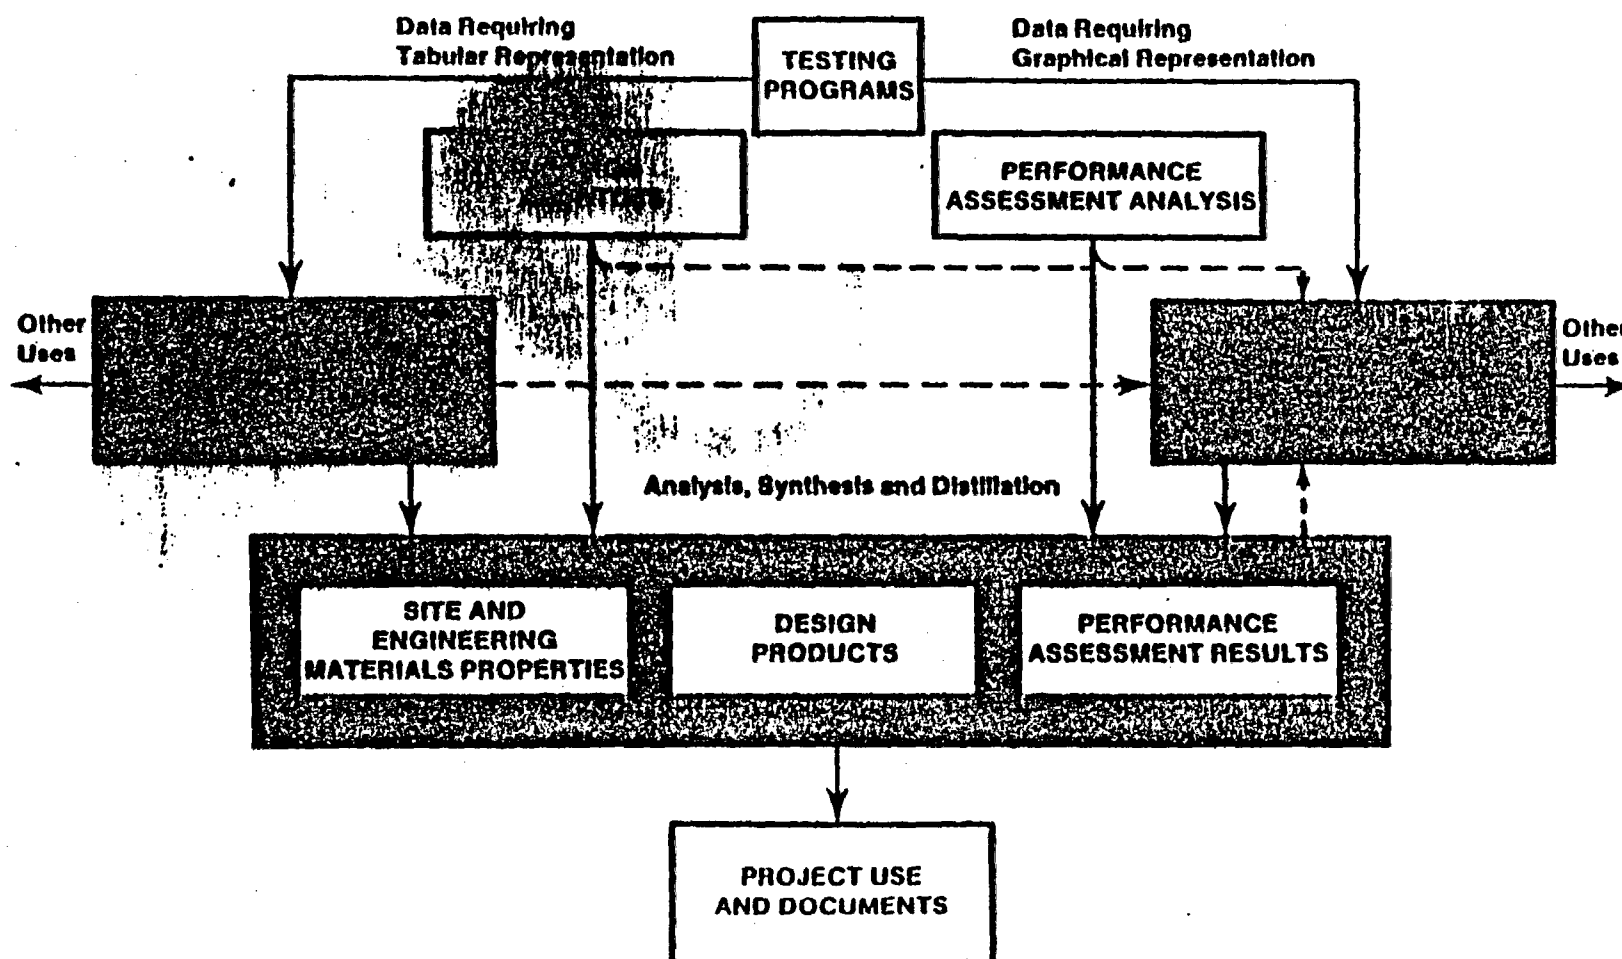 Data Requiring
Tabular Representation
TESTING
PROGRAMS
Data Requiring
Graphical Representation
PERFORMANCE
ASSESSMENT ANALYSIS
Other
Uses
Other
Uses
Analysis, Synthesis and Distillation
SITE AND
ENGINEERING
MATERIALS PROPERTIES
DESIGN
PRODUCTS
PERFORMANCE
ASSESSMENT RESULTS
PROJECT USE
AND DOCUMENTS